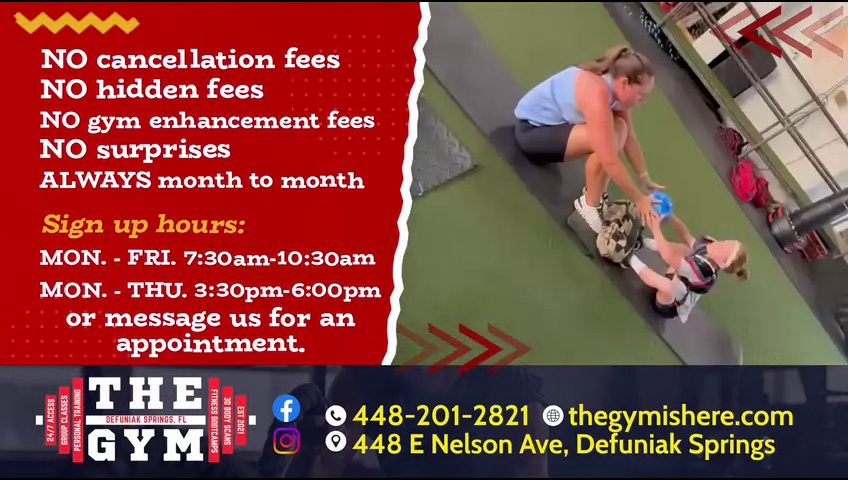 NO cancellation fees
NO hidden fees
NO gym enhancement fees
NO surprises
ALWAYS month to month
Sign up hours:
MON. - FRI. 7:30am-10:30am
MON. - THU. 3:30pm-6:00pm
or message us for an
appointment.
24/7 ACCESS
GROUP CLASSES
PERSONAL TRAINING
THE
DEFUNIAK SPRINGS, FL
GYM
FITNESS BOOTCAMPS
3D BODY SCANS
EST 2021
448-201-2821
thegymishere.com
448 E Nelson Ave, Defuniak Springs